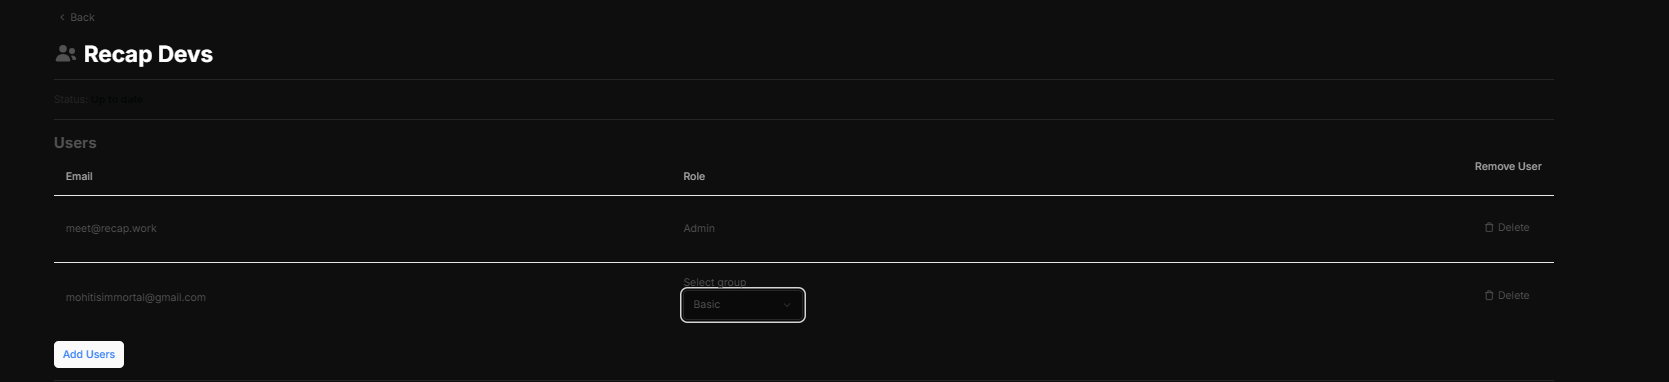 Back
Recap Devs
Status: Up to date
Users
Email Role Remove User
meet@recap.work Admin Delete
Select group
mohitisimmortal@gmail.com Basic Delete
Add Users